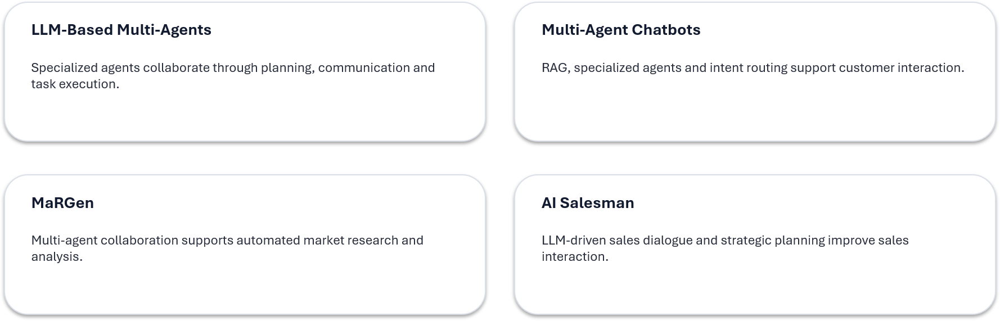 LLM-Based Multi-Agents
Specialized agents collaborate through planning, communication and
task execution.
Multi-Agent Chatbots
RAG, specialized agents and intent routing support customer interaction.
MaRGen
Multi-agent collaboration supports automated market research and
analysis.
AI Salesman
LLM-driven sales dialogue and strategic planning improve sales
interaction.